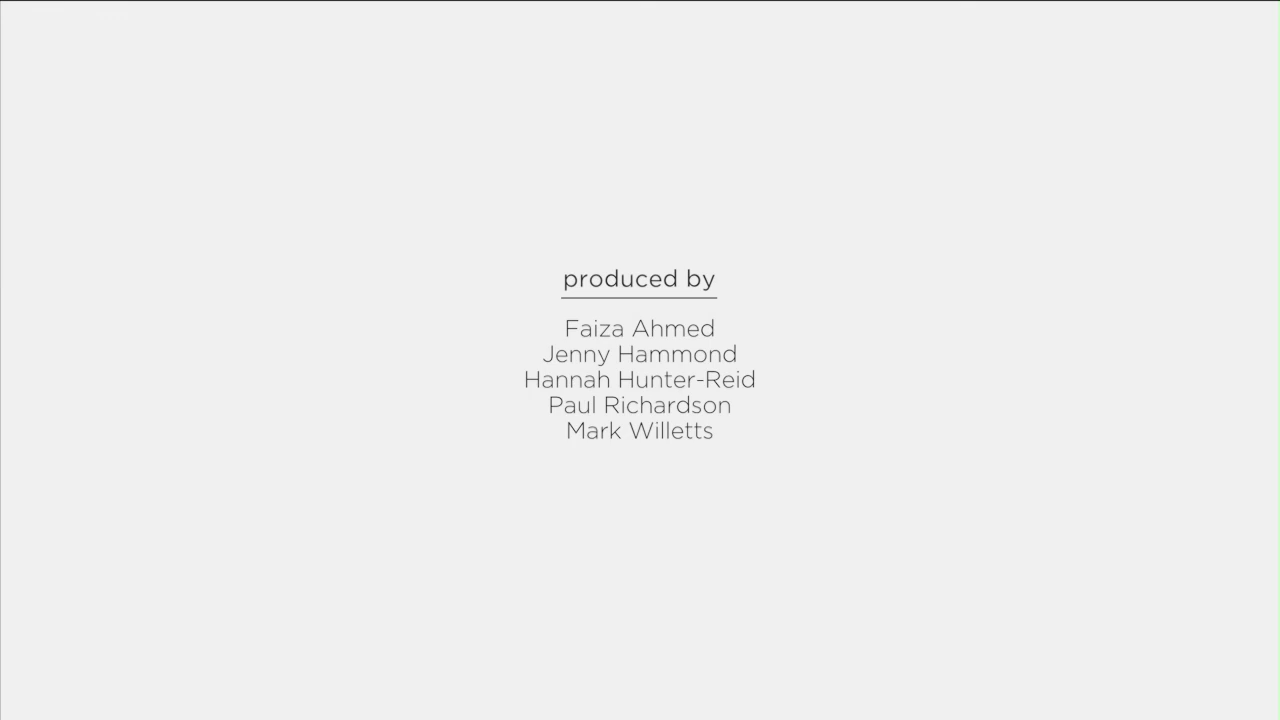 produced by
Faiza Ahmed
Jenny Hammond
Hannah Hunter-Reid
Paul Richardson
Mark Willetts